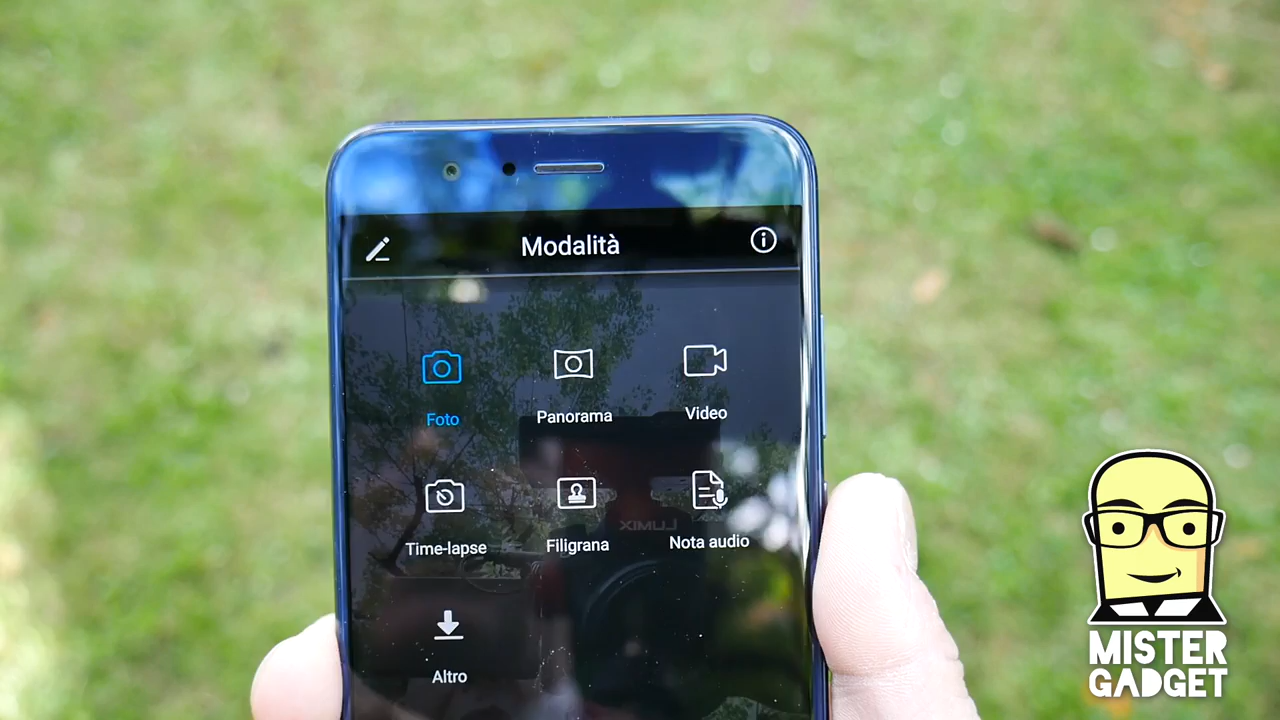 Modalità
Foto
Panorama
Video
Time-lapse
Filigrana
Nota audio
Altro
LUMIX
MISTER
GADGET